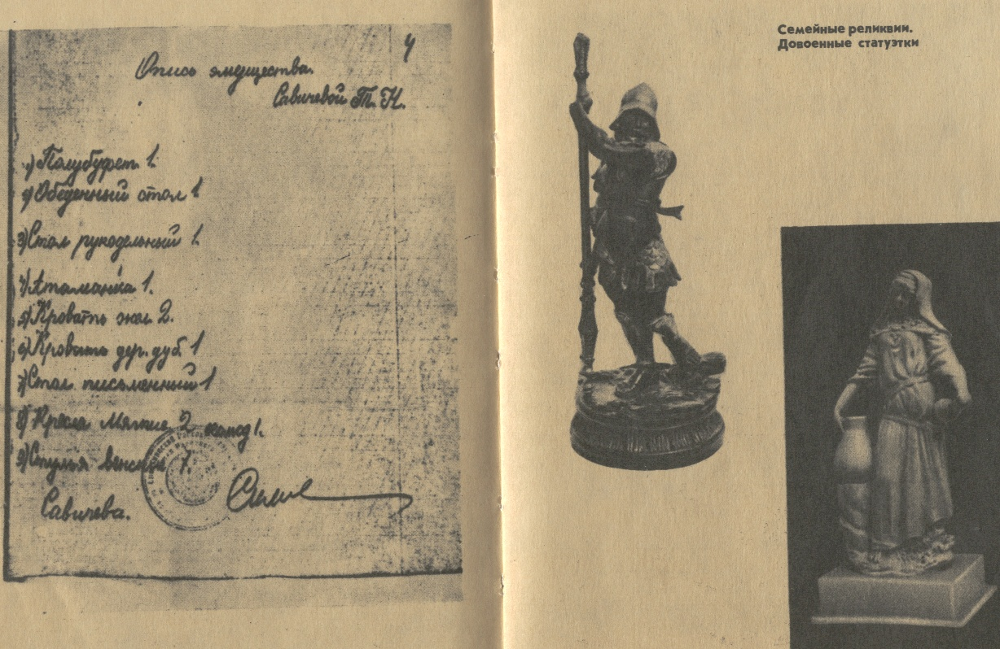 4
Опись имущества.
Савичевой Т. Н.
1) Полубуфет 1.
2) Обеденный стол 1
3) Стол рукодельный 1.
4) Атаманка 1.
5) Кровать жел. 2.
6) Кровать дер. дуб. 1
7) Стол письменный 1
8) Кресла мягкие 2 комод 1.
9) Стулья венские 7.
Савичева.
Семейные реликвии.
Довоенные статуэтки